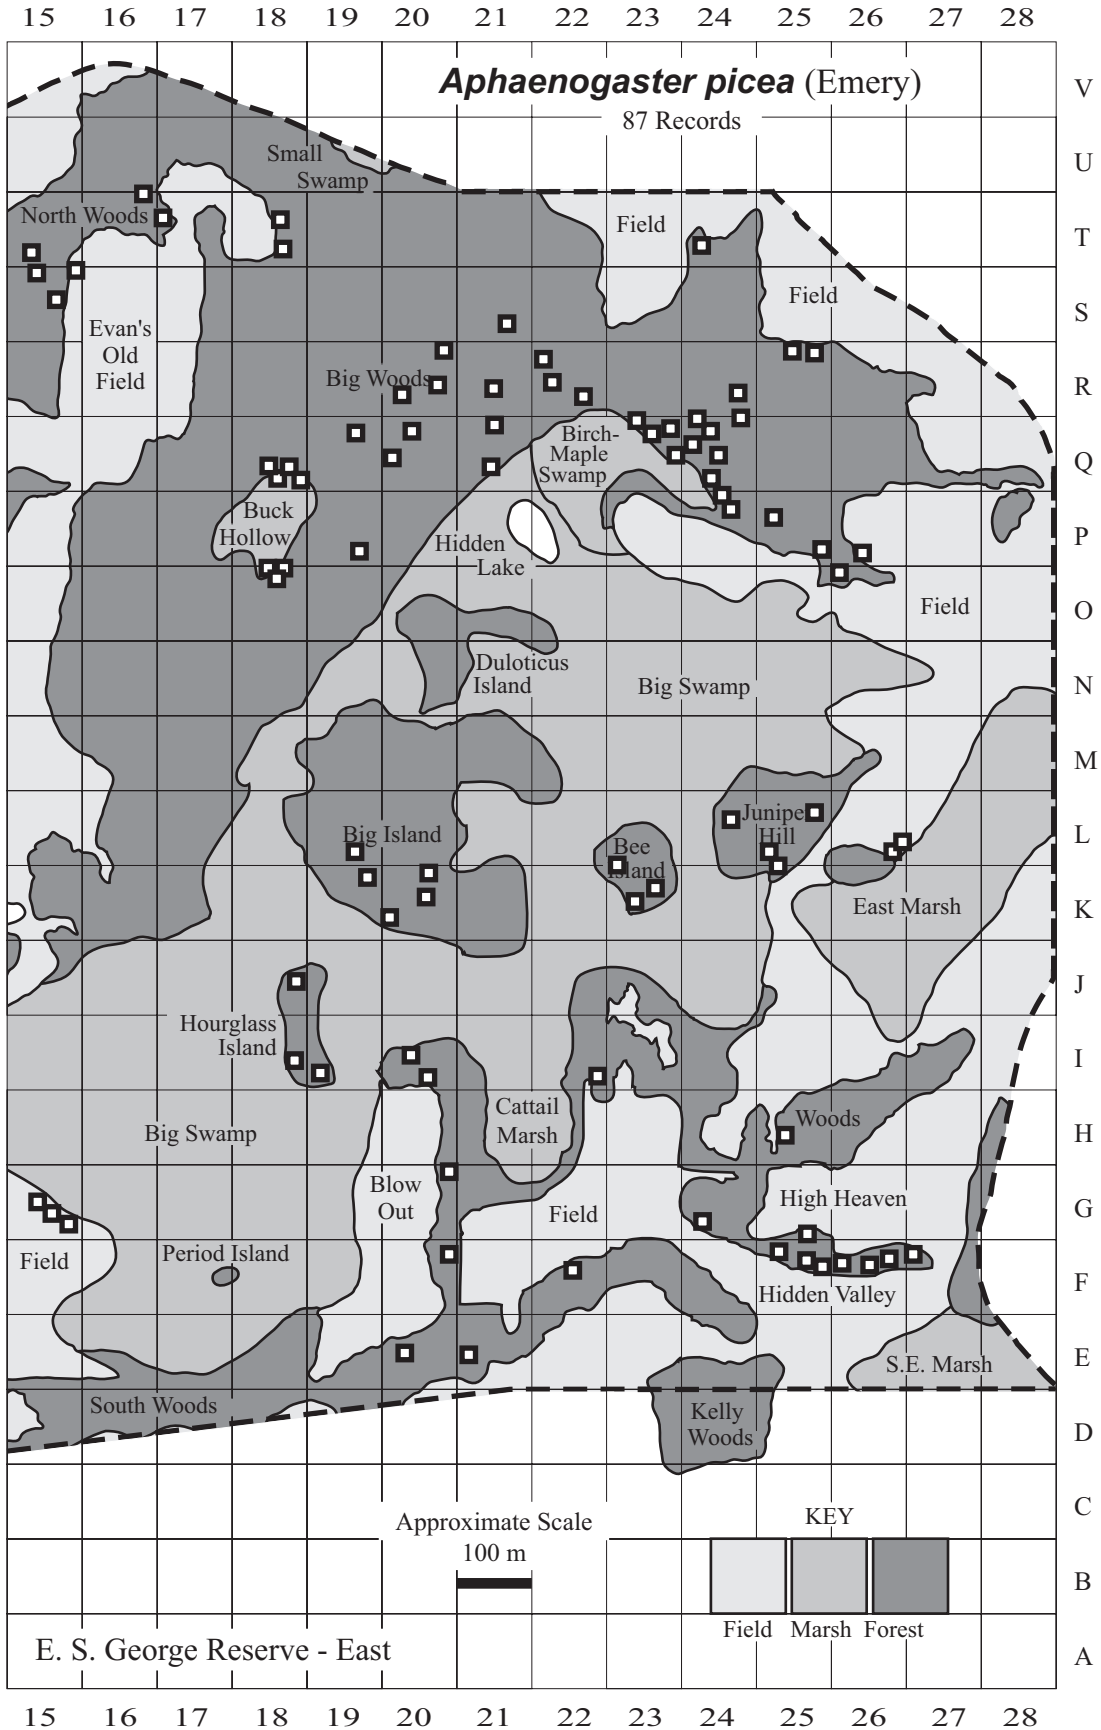 15 16 17 18 19 20 21 22 23 24 25 26 27 28
Aphaenogaster picea (Emery)
V
87 Records
Small
Swamp
U
North Woods
Field
T
Field
S
Evan's
Old
Field
Big Woods
R
Birch-
Maple
Swamp
Q
Buck
Hollow
Hidden
Lake
P
Field
O
Duloticus
Island
Big Swamp
N
M
Big Island
Junipe
Hill
Bee
Island
L
East Marsh
K
J
Hourglass
Island
I
Cattail
Marsh
Woods
Big Swamp
H
Blow
Out
Field
High Heaven
G
Field
Period Island
Hidden Valley
F
S.E. Marsh
E
South Woods
Kelly
Woods
D
Approximate Scale
100 m
KEY
C
B
Field Marsh Forest
E. S. George Reserve - East
A
15 16 17 18 19 20 21 22 23 24 25 26 27 28